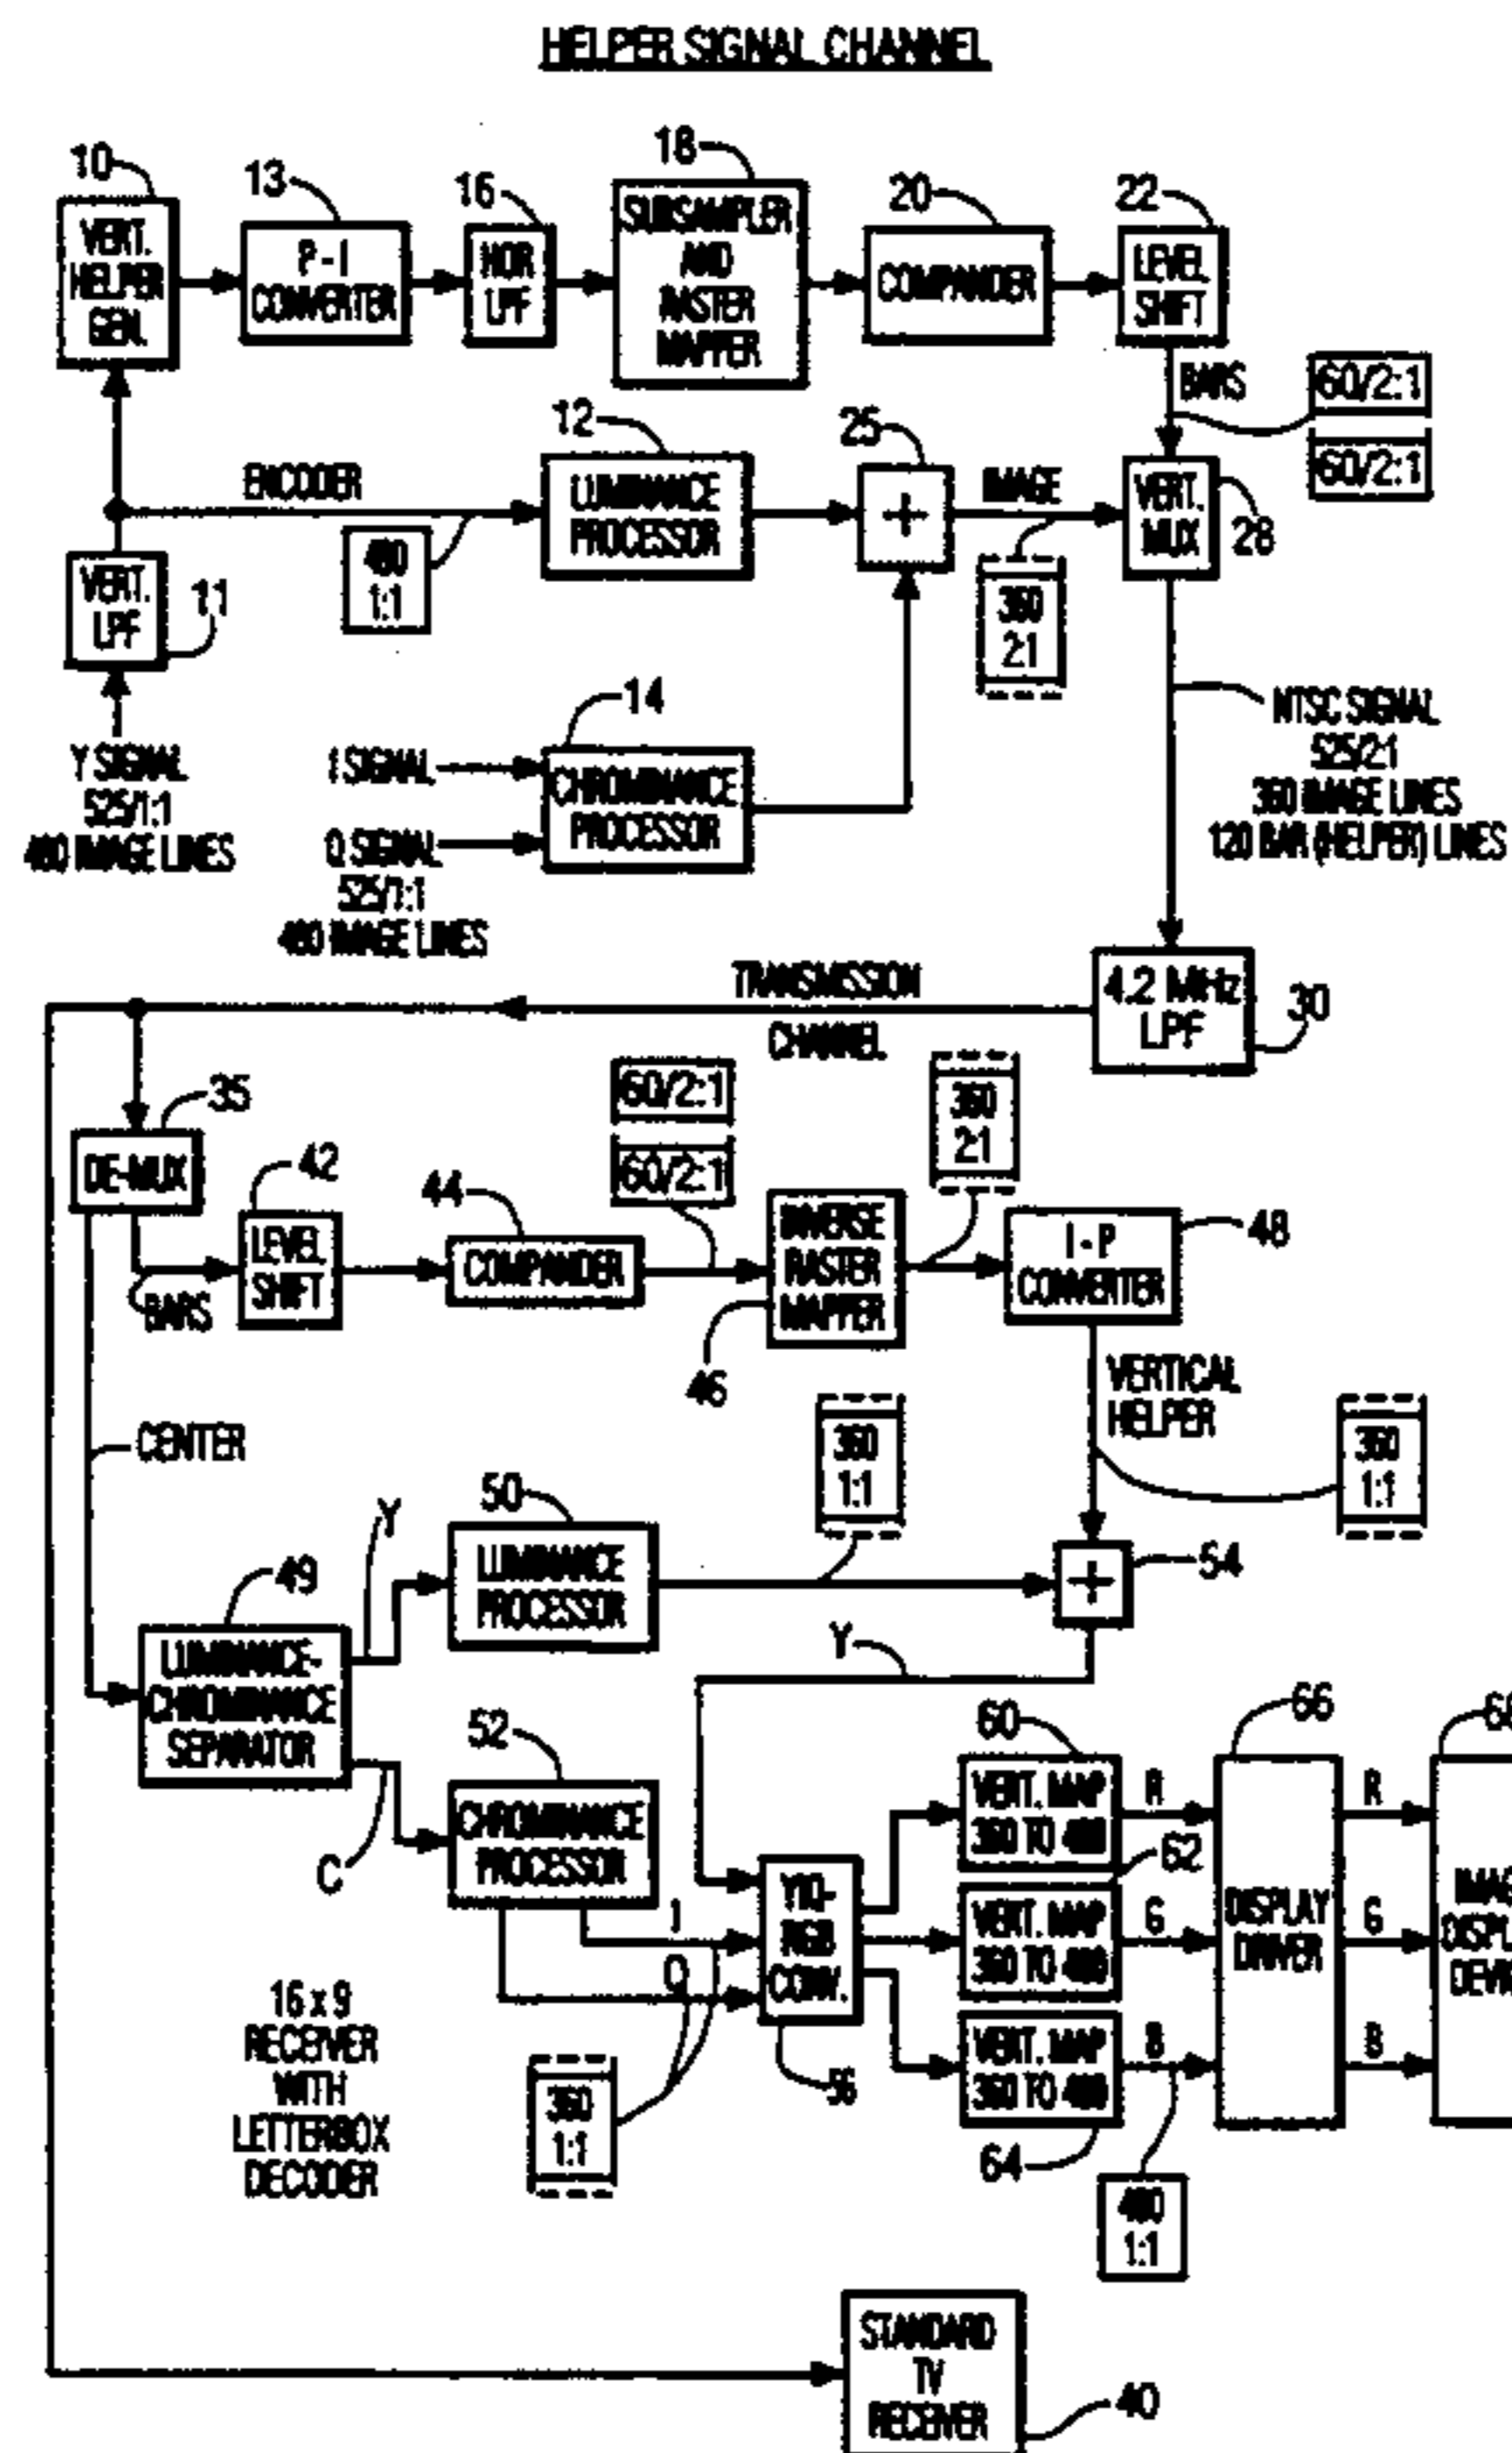 HELPER SIGNAL CHANNEL
10
13
16
18
20
22
VERT.
HELPER
GEN.
P-I
CONVERTER
HOR
LPF
SUBSAMPLER
AND
RASTER
MAPPER
COMPANDER
LEVEL
SHIFT
BARS
60/2:1
60/2:1
ENCODER
12
LUMINANCE
PROCESSOR
25
+
IMAGE
VERT.
MUX
28
480
1:1
360
2:1
VERT.
LPF
11
14
Y SIGNAL
525/1:1
480 IMAGE LINES
I SIGNAL
Q SIGNAL
525/1:1
480 IMAGE LINES
CHROMINANCE
PROCESSOR
NTSC SIGNAL
525/2:1
360 IMAGE LINES
120 BAR (HELPER) LINES
TRANSMISSION
CHANNEL
4.2 MHz
LPF
30
35
DE-MUX
42
LEVEL
SHIFT
BARS
44
COMPANDER
60/2:1
60/2:1
INVERSE
RASTER
MAPPER
46
360
2:1
I-P
CONVERTER
48
VERTICAL
HELPER
360
1:1
360
1:1
CENTER
Y
50
LUMINANCE
PROCESSOR
+
54
49
LUMINANCE-
CHROMINANCE
SEPARATOR
Y
C
52
CHROMINANCE
PROCESSOR
I
Q
YIQ-
RGB
CONV.
56
360
1:1
60
VERT. MAP
360 TO 480
62
VERT. MAP
360 TO 480
VERT. MAP
360 TO 480
64
R
G
B
480
1:1
66
DISPLAY
DRIVER
R
G
B
16 x 9
RECEIVER
WITH
LETTERBOX
DECODER
STANDARD
TV
RECEIVER
40